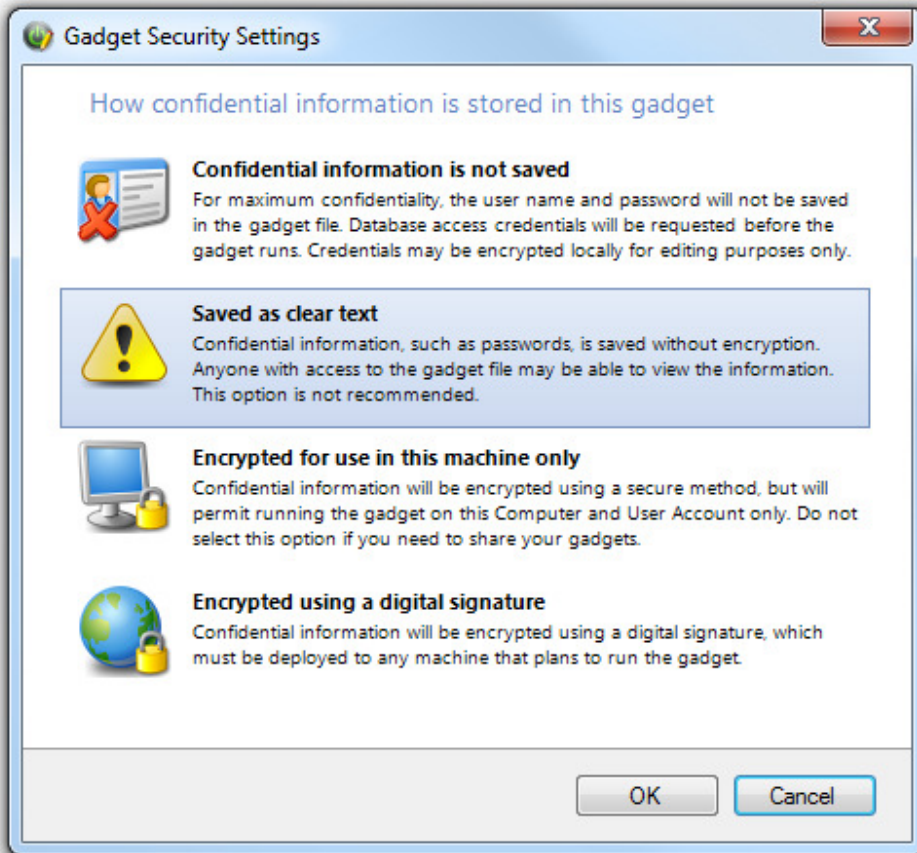 Gadget Security Settings
How confidential information is stored in this gadget
Confidential information is not saved
For maximum confidentiality, the user name and password will not be saved
in the gadget file. Database access credentials will be requested before the
gadget runs. Credentials may be encrypted locally for editing purposes only.
Saved as clear text
Confidential information, such as passwords, is saved without encryption.
Anyone with access to the gadget file may be able to view the information.
This option is not recommended.
Encrypted for use in this machine only
Confidential information will be encrypted using a secure method, but will
permit running the gadget on this Computer and User Account only. Do not
select this option if you need to share your gadgets.
Encrypted using a digital signature
Confidential information will be encrypted using a digital signature, which
must be deployed to any machine that plans to run the gadget.
OK
Cancel